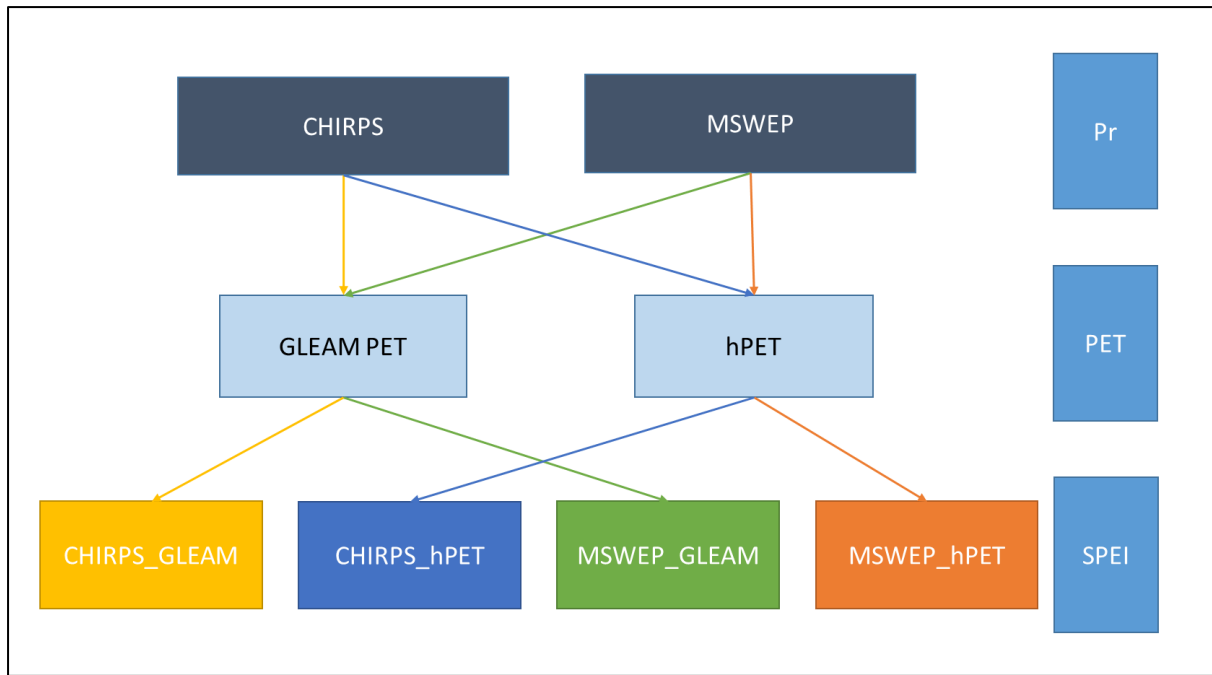 CHIRPS
MSWEP
Pr
GLEAM PET
hPET
PET
CHIRPS_GLEAM
CHIRPS_hPET
MSWEP_GLEAM
MSWEP_hPET
SPEI